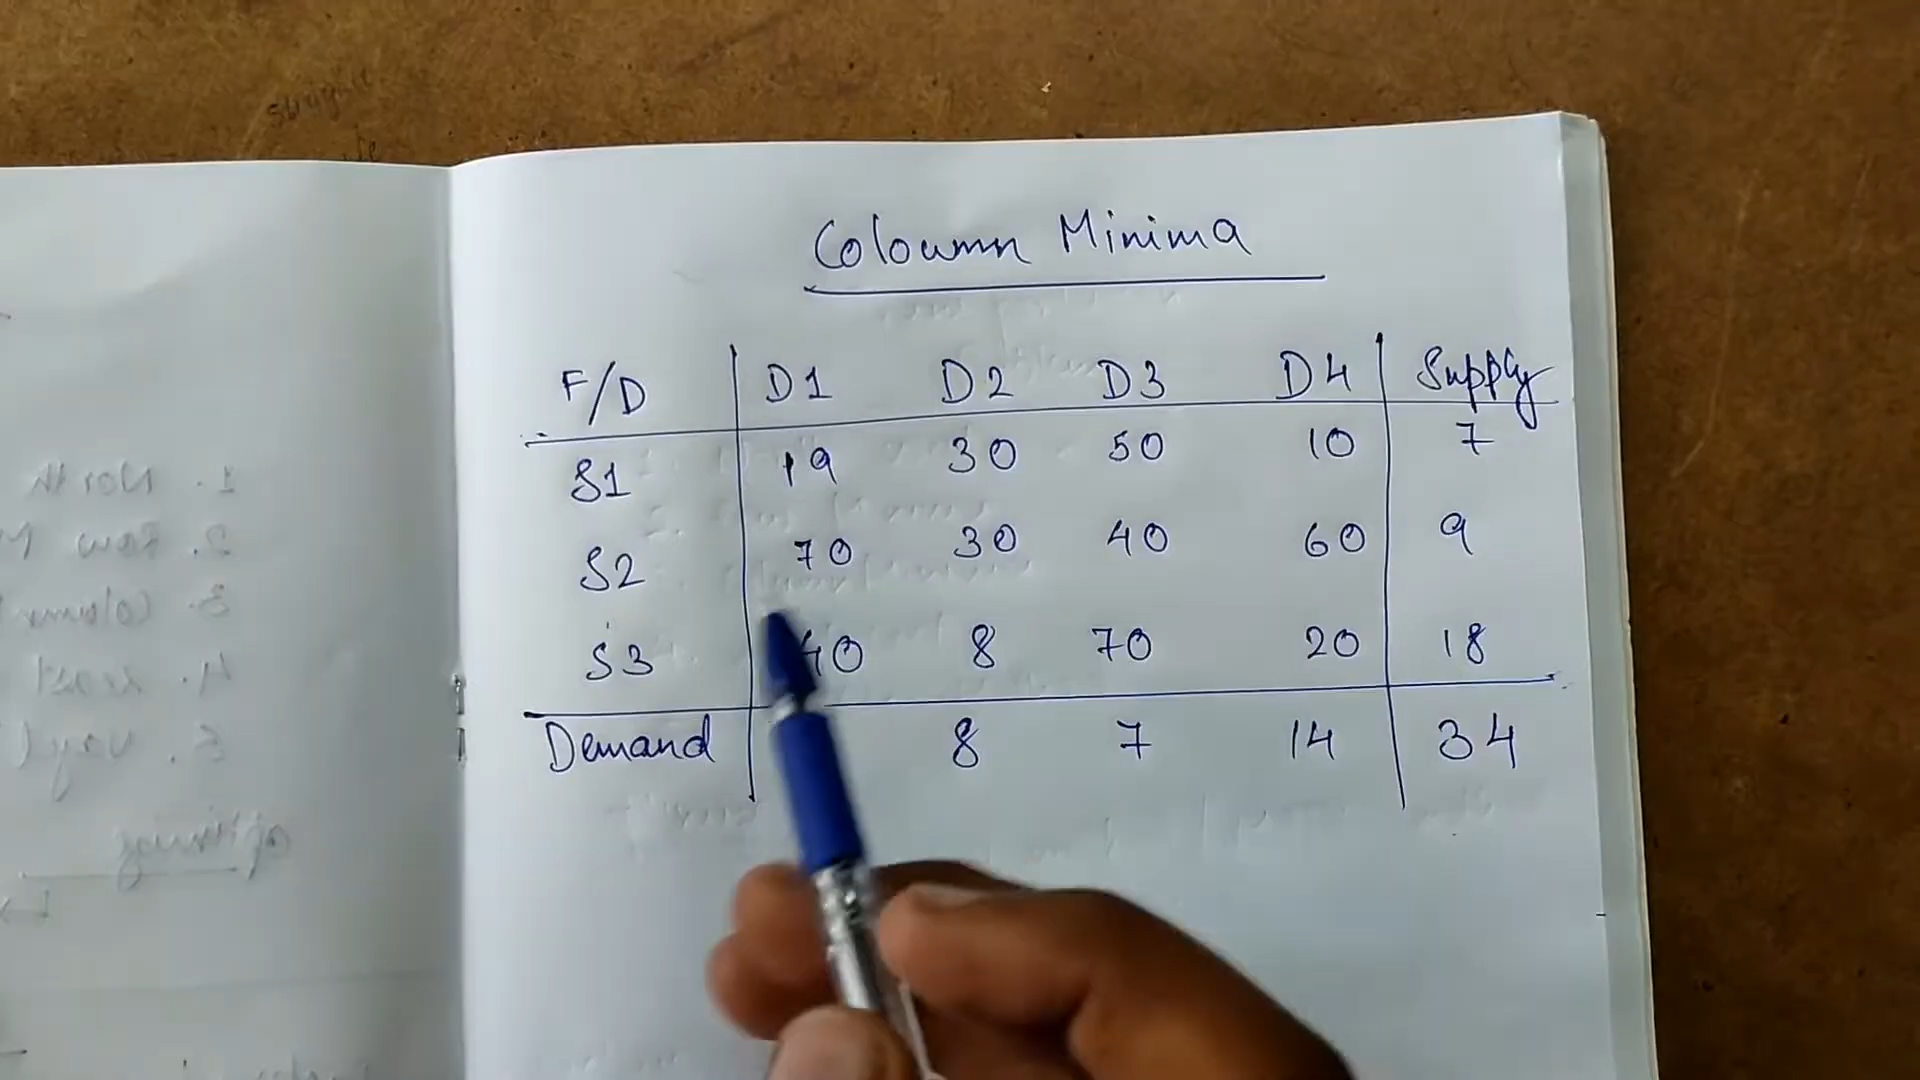 Coloumn Minima
F/D D1 D2 D3 D4 Supply
S1 19 30 50 10 7
S2 70 30 40 60 9
S3 40 8 70 20 18
Demand 8 7 14 34